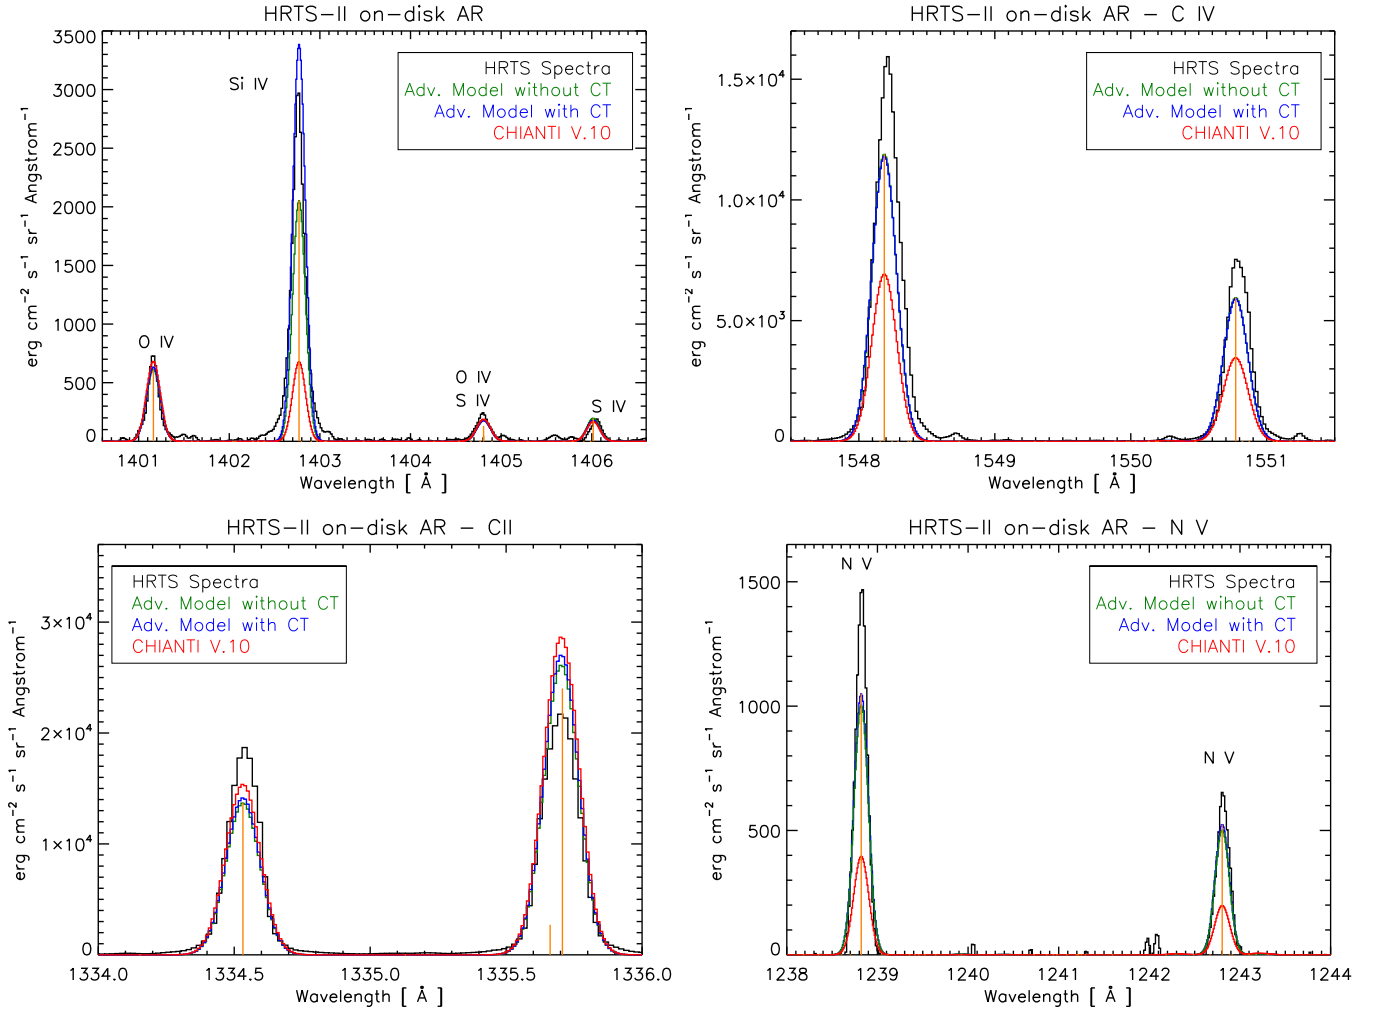 HRTS-II on-disk AR
erg cm⁻² s⁻¹ sr⁻¹ Angstrom⁻¹
3500
3000
2500
2000
1500
1000
500
0
Si IV
HRTS Spectra
Adv. Model without CT
Adv. Model with CT
CHIANTI V.10
O IV
O IV
S IV
S IV
1401 1402 1403 1404 1405 1406
Wavelength [ Å ]
HRTS-II on-disk AR - C IV
erg cm⁻² s⁻¹ sr⁻¹ Angstrom⁻¹
1.5×10⁴
1.0×10⁴
5.0×10³
0
HRTS Spectra
Adv. Model without CT
Adv. Model with CT
CHIANTI V.10
1548 1549 1550 1551
Wavelength [ Å ]
HRTS-II on-disk AR - CII
erg cm⁻² s⁻¹ sr⁻¹ Angstrom⁻¹
3×10⁴
2×10⁴
1×10⁴
0
HRTS Spectra
Adv. Model without CT
Adv. Model with CT
CHIANTI V.10
1334.0 1334.5 1335.0 1335.5 1336.0
Wavelength [ Å ]
HRTS-II on-disk AR - N V
erg cm⁻² s⁻¹ sr⁻¹ Angstrom⁻¹
1500
1000
500
0
N V
HRTS Spectra
Adv. Model wihout CT
Adv. Model with CT
CHIANTI V.10
N V
1238 1239 1240 1241 1242 1243 1244
Wavelength [ Å ]